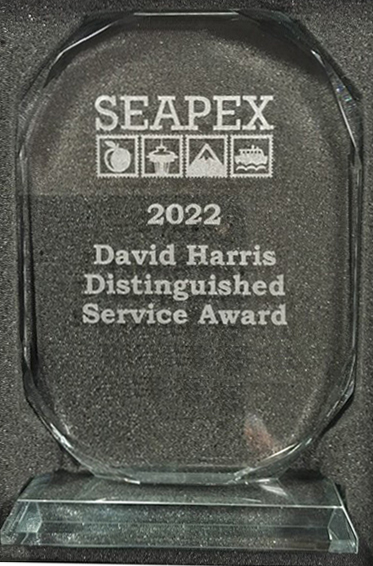 SEAPEX
2022
David Harris
Distinguished
Service Award